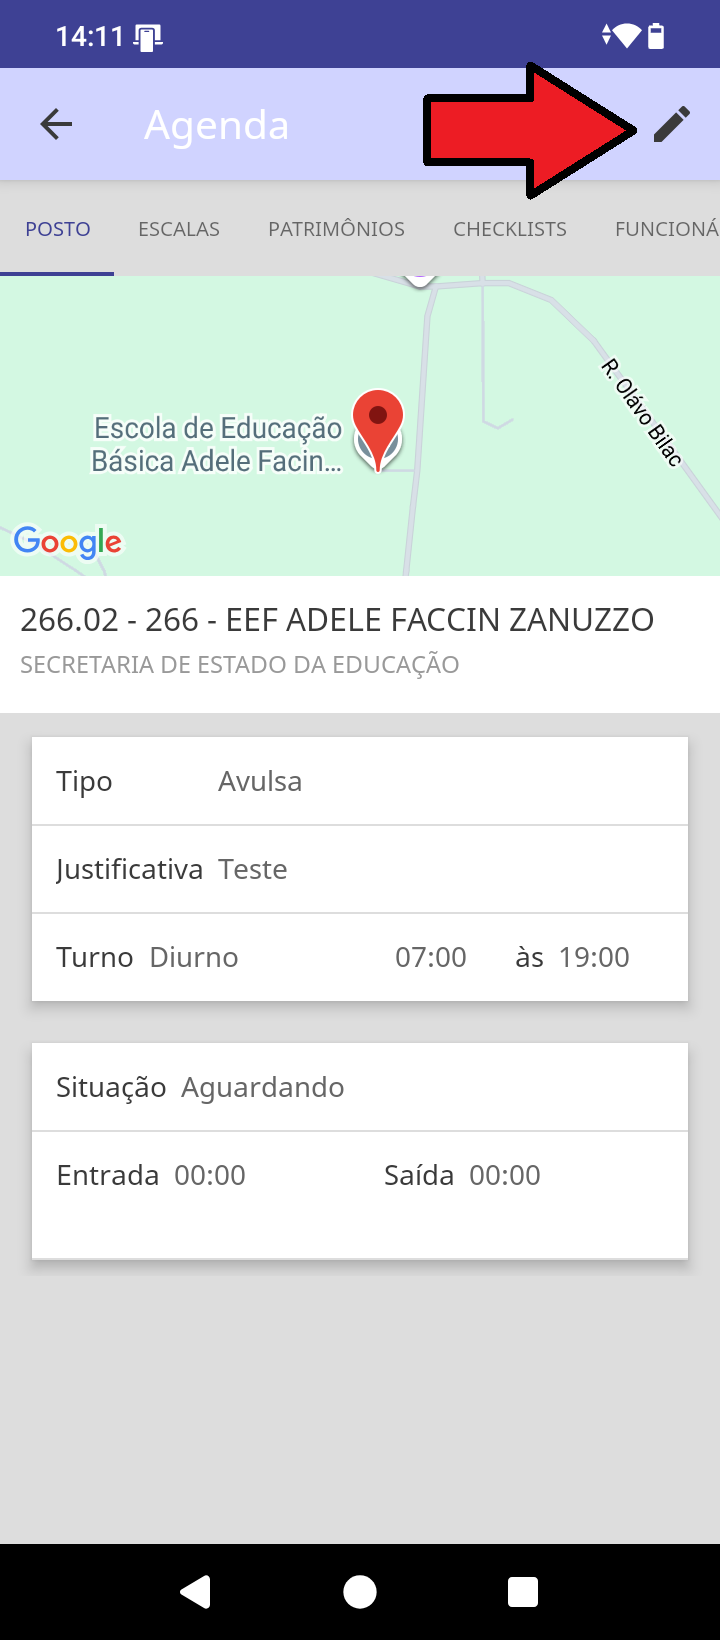 14:11
Agenda
POSTO ESCALAS PATRIMÔNIOS CHECKLISTS FUNCIONÁ
R. Olávo Bilac
Escola de Educação
Básica Adele Facin...
Google
266.02 - 266 - EEF ADELE FACCIN ZANUZZO
SECRETARIA DE ESTADO DA EDUCAÇÃO
Tipo Avulsa
Justificativa Teste
Turno Diurno 07:00 às 19:00
Situação Aguardando
Entrada 00:00 Saída 00:00